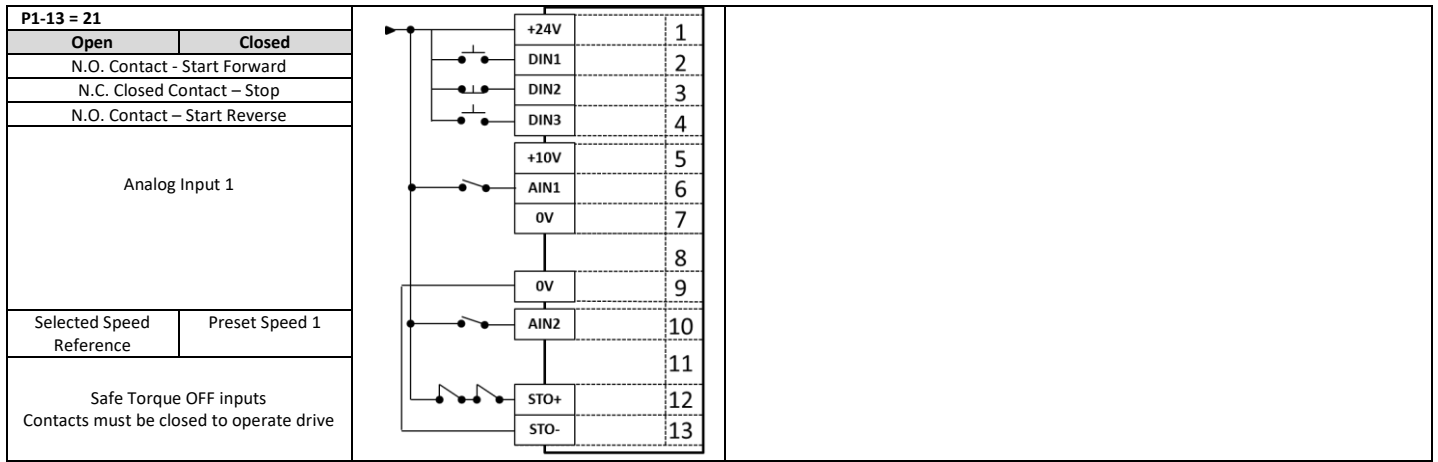 P1-13 = 21
Open Closed
N.O. Contact - Start Forward
N.C. Closed Contact – Stop
N.O. Contact – Start Reverse
Analog Input 1
Selected Speed Preset Speed 1
Reference
Safe Torque OFF inputs
Contacts must be closed to operate drive
+24V 1
DIN1 2
DIN2 3
DIN3 4
+10V 5
AIN1 6
0V 7
8
0V 9
AIN2 10
11
STO+ 12
STO- 13